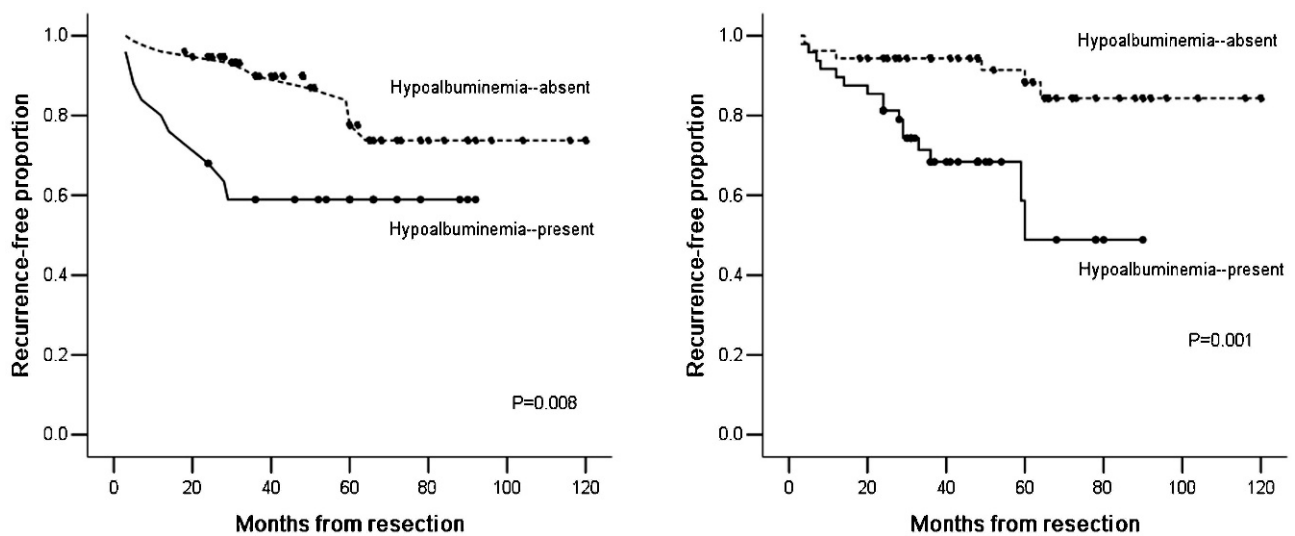 1.0
0.8
0.6
0.4
0.2
0.0
Recurrence-free proportion
Hypoalbuminemia--absent
Hypoalbuminemia--present
P=0.008
0 20 40 60 80 100 120
Months from resection
1.0
0.8
0.6
0.4
0.2
0.0
Recurrence-free proportion
Hypoalbuminemia--absent
Hypoalbuminemia--present
P=0.001
0 20 40 60 80 100 120
Months from resection